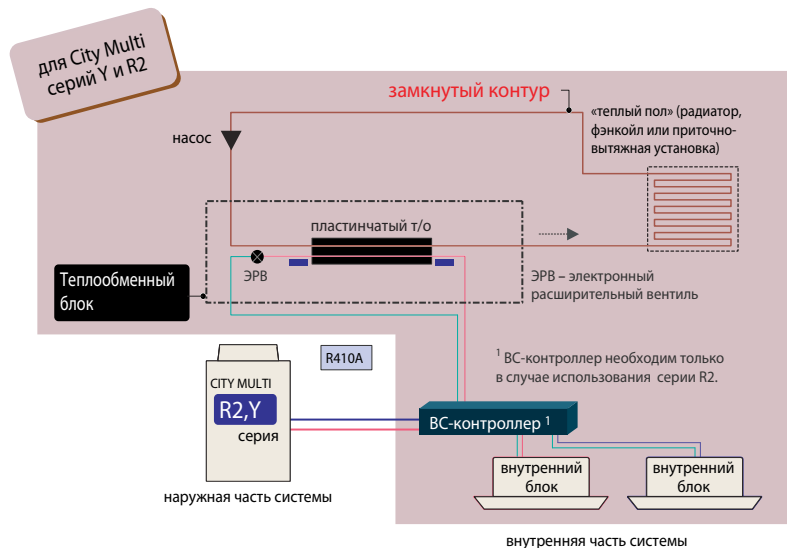 для City Multi
серий Y и R2
замкнутый контур
«теплый пол» (радиатор,
фэнкойл или приточно-
вытяжная установка)
насос
пластинчатый т/о
ЭРВ
Теплообменный
блок
ЭРВ – электронный
расширительный вентиль
R410A
1 ВС-контроллер необходим только
в случае использования серии R2.
CITY MULTI
R2,Y
серия
ВС-контроллер 1
внутренний
блок
внутренний
блок
наружная часть системы
внутренняя часть системы